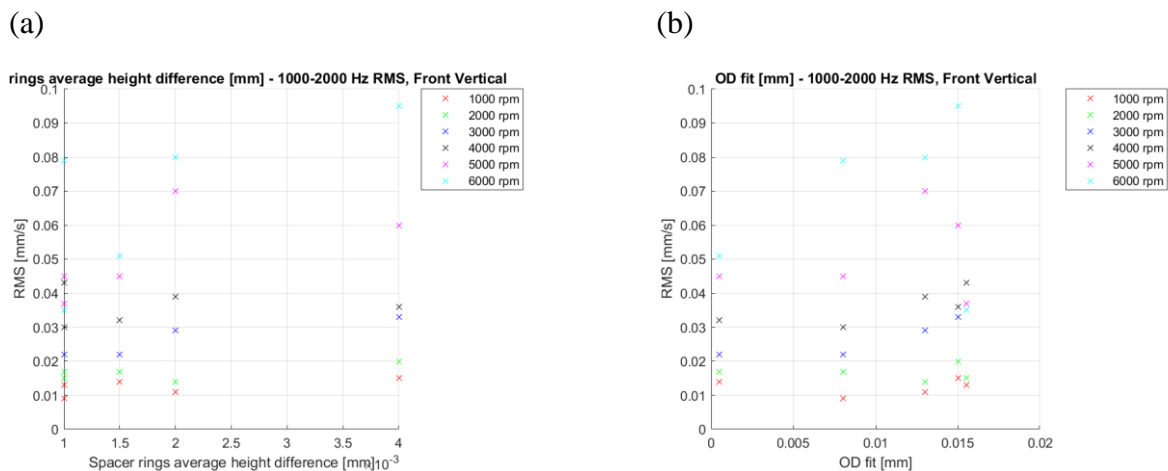 (a)
(b)
rings average height difference [mm] - 1000-2000 Hz RMS, Front Vertical
0.1
0.09
0.08
0.07
0.06
0.05
0.04
0.03
0.02
0.01
0
RMS [mm/s]
1 1.5 2 2.5 3 3.5 4
Spacer rings average height difference [mm] ×10-3
1000 rpm
2000 rpm
3000 rpm
4000 rpm
5000 rpm
6000 rpm
OD fit [mm] - 1000-2000 Hz RMS, Front Vertical
0.1
0.09
0.08
0.07
0.06
0.05
0.04
0.03
0.02
0.01
0
RMS [mm/s]
0 0.005 0.01 0.015 0.02
OD fit [mm]
1000 rpm
2000 rpm
3000 rpm
4000 rpm
5000 rpm
6000 rpm